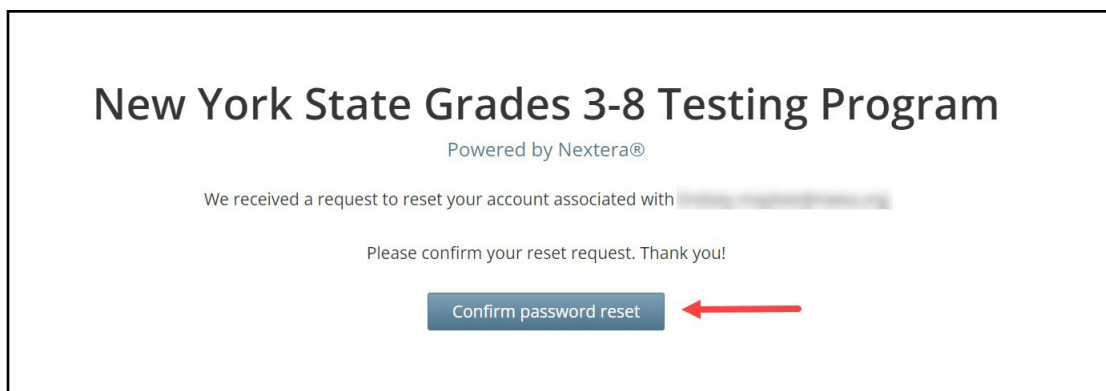 New York State Grades 3-8 Testing Program
Powered by Nextera®
We received a request to reset your account associated with
Please confirm your reset request. Thank you!
Confirm password reset